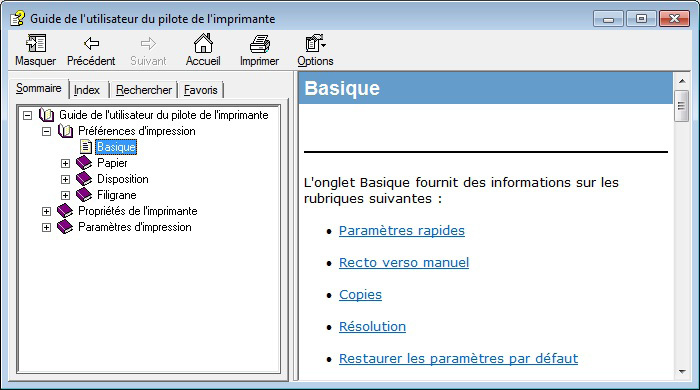 Guide de l'utilisateur du pilote de l'imprimante
Masquer Précédent Suivant Accueil Imprimer Options
Sommaire Index Rechercher Favoris
Guide de l'utilisateur du pilote de l'imprimante
Préférences d'impression
Basique
Papier
Disposition
Filigrane
Propriétés de l'imprimante
Paramètres d'impression
Basique
L'onglet Basique fournit des informations sur les
rubriques suivantes :
• Paramètres rapides
• Recto verso manuel
• Copies
• Résolution
• Restaurer les paramètres par défaut